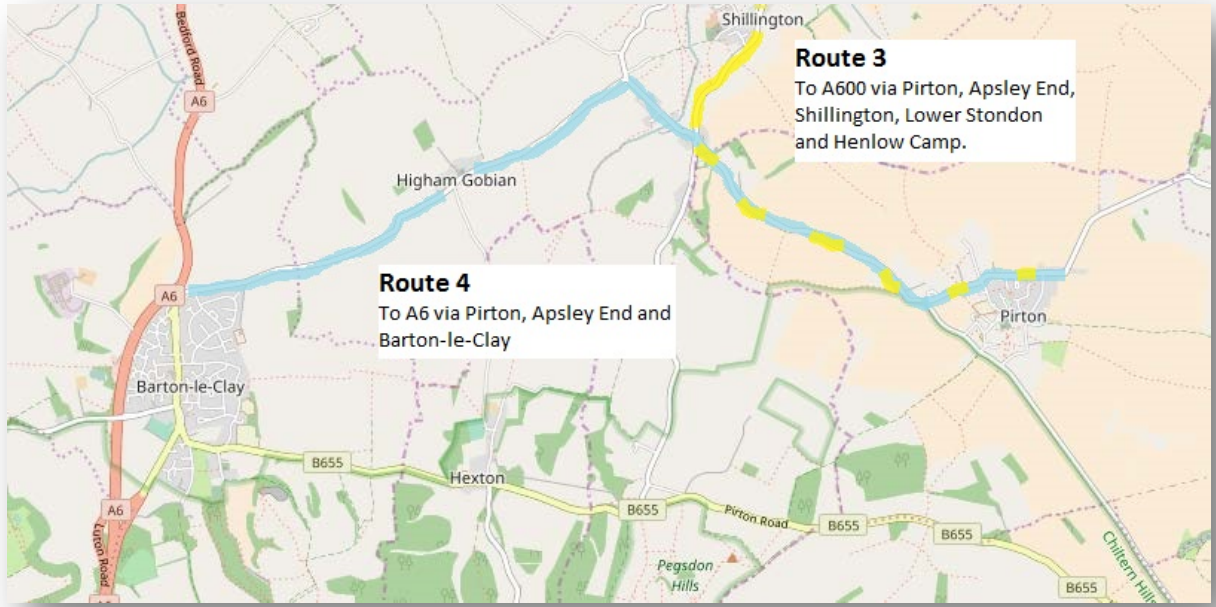 Shillington
Bedford Road
A6
Route 3
To A600 via Pirton, Apsley End,
Shillington, Lower Stondon
and Henlow Camp.
Higham Gobian
Route 4
To A6 via Pirton, Apsley End and
Barton-le-Clay
A6
Pirton
Barton-le-Clay
B655
Hexton
B655
Pirton Road
B655
B655
A6
Luton Road
Pegsdon
Hills
Chiltern Hills
B655